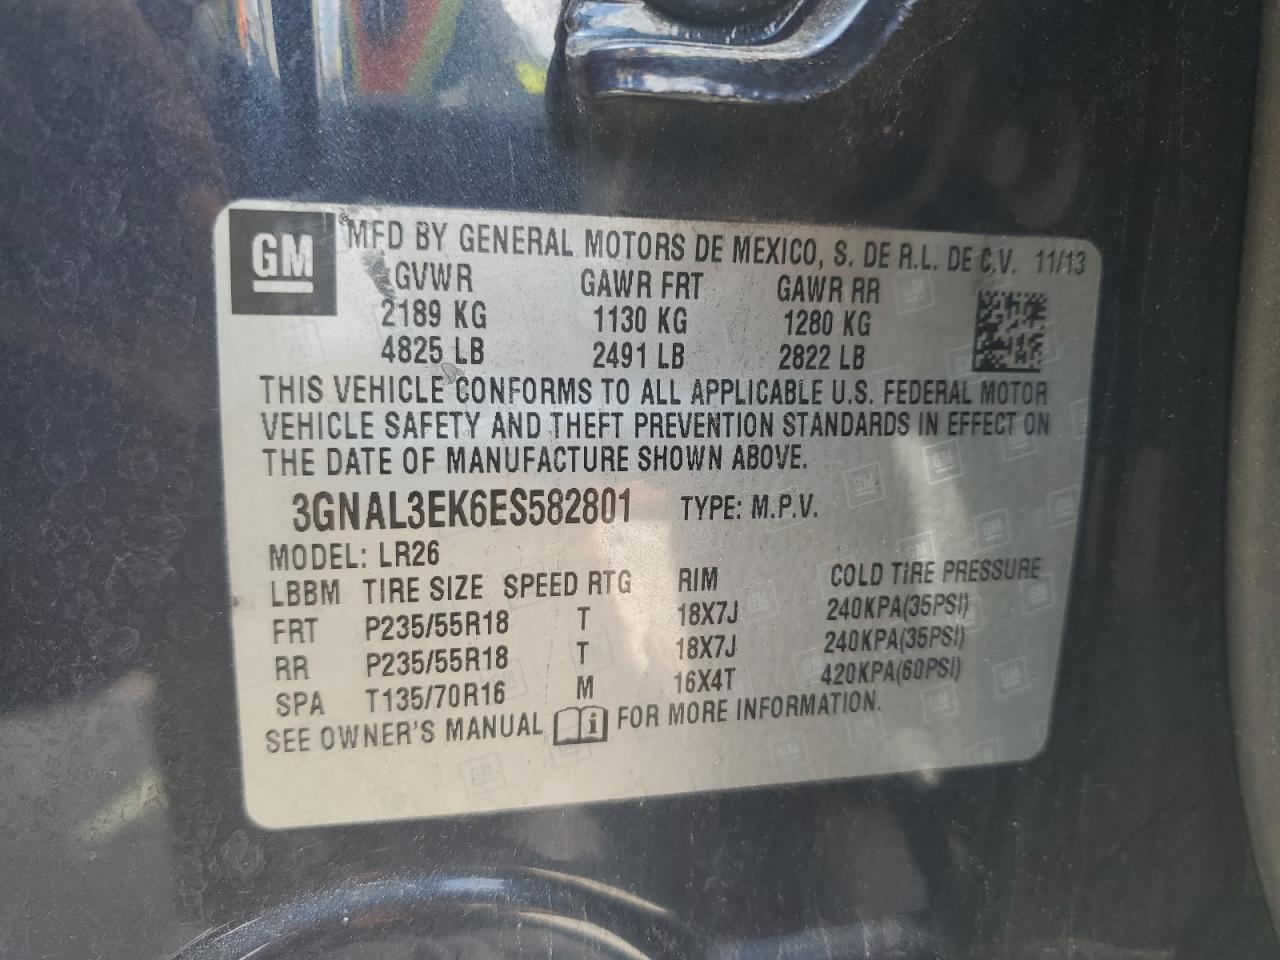 GM MFD BY GENERAL MOTORS DE MEXICO, S. DE R.L. DE C.V. 11/13
GVWR GAWR FRT GAWR RR
2189 KG 1130 KG 1280 KG
4825 LB 2491 LB 2822 LB
THIS VEHICLE CONFORMS TO ALL APPLICABLE U.S. FEDERAL MOTOR
VEHICLE SAFETY AND THEFT PREVENTION STANDARDS IN EFFECT ON
THE DATE OF MANUFACTURE SHOWN ABOVE.
3GNAL3EK6ES582801 TYPE: M.P.V.
MODEL: LR26
LBBM TIRE SIZE SPEED RTG RIM COLD TIRE PRESSURE
FRT P235/55R18 T 18X7J 240KPA(35PSI)
RR P235/55R18 T 18X7J 240KPA(35PSI)
SPA T135/70R16 M 16X4T 420KPA(60PSI)
SEE OWNER'S MANUAL FOR MORE INFORMATION.